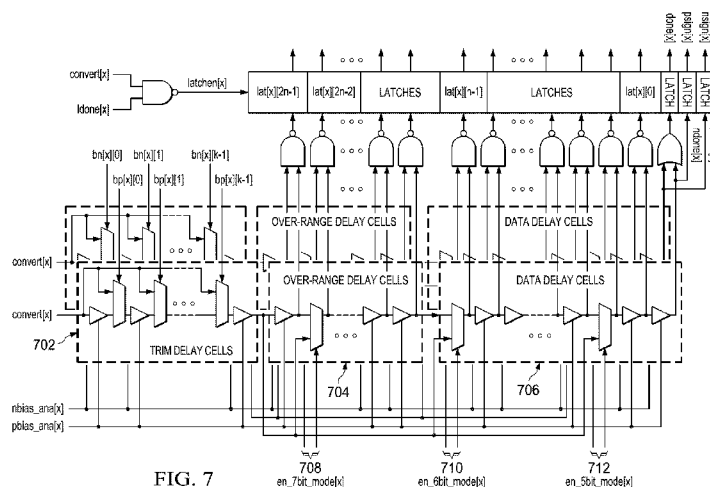 done[x]
psign[x]
nsign[x]
convert[x]
ldone[x]
latchen[x]
lat[x][2n-1]
lat[x][2n-2]
LATCHES
lat[x][n-1]
LATCHES
lat[x][0]
LATCH
LATCH
LATCH
ndone[x]
bn[x][0]
bn[x][1]
bn[x][k-1]
bp[x][0]
bp[x][1]
bp[x][k-1]
OVER-RANGE DELAY CELLS
DATA DELAY CELLS
convert[x]
OVER-RANGE DELAY CELLS
DATA DELAY CELLS
convert[x]
702
TRIM DELAY CELLS
704
706
nbias_ana[x]
pbias_ana[x]
708
710
712
FIG. 7
en_7bit_mode[x]
en_6bit_mode[x]
en_5bit_mode[x]